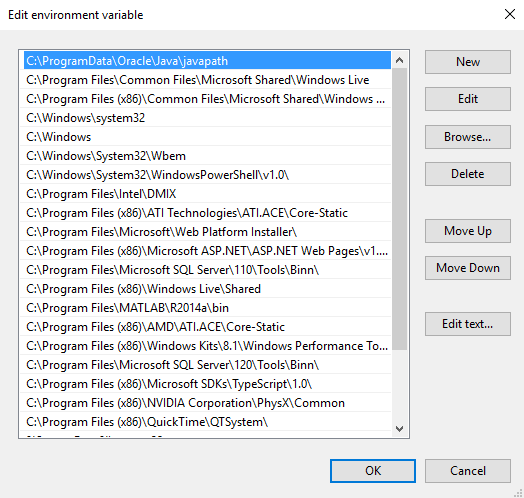 Edit environment variable
C:\ProgramData\Oracle\Java\javapath
C:\Program Files\Common Files\Microsoft Shared\Windows Live
C:\Program Files (x86)\Common Files\Microsoft Shared\Windows ...
C:\Windows\system32
C:\Windows
C:\Windows\System32\Wbem
C:\Windows\System32\WindowsPowerShell\v1.0\
C:\Program Files\Intel\DMIX
C:\Program Files (x86)\ATI Technologies\ATI.ACE\Core-Static
C:\Program Files\Microsoft\Web Platform Installer\
C:\Program Files (x86)\Microsoft ASP.NET\ASP.NET Web Pages\v1....
C:\Program Files\Microsoft SQL Server\110\Tools\Binn\
C:\Program Files (x86)\Windows Live\Shared
C:\Program Files\MATLAB\R2014a\bin
C:\Program Files (x86)\AMD\ATI.ACE\Core-Static
C:\Program Files (x86)\Windows Kits\8.1\Windows Performance To...
C:\Program Files\Microsoft SQL Server\120\Tools\Binn\
C:\Program Files (x86)\Microsoft SDKs\TypeScript\1.0\
C:\Program Files (x86)\NVIDIA Corporation\PhysX\Common
C:\Program Files (x86)\QuickTime\QTSystem\
New
Edit
Browse...
Delete
Move Up
Move Down
Edit text...
OK
Cancel